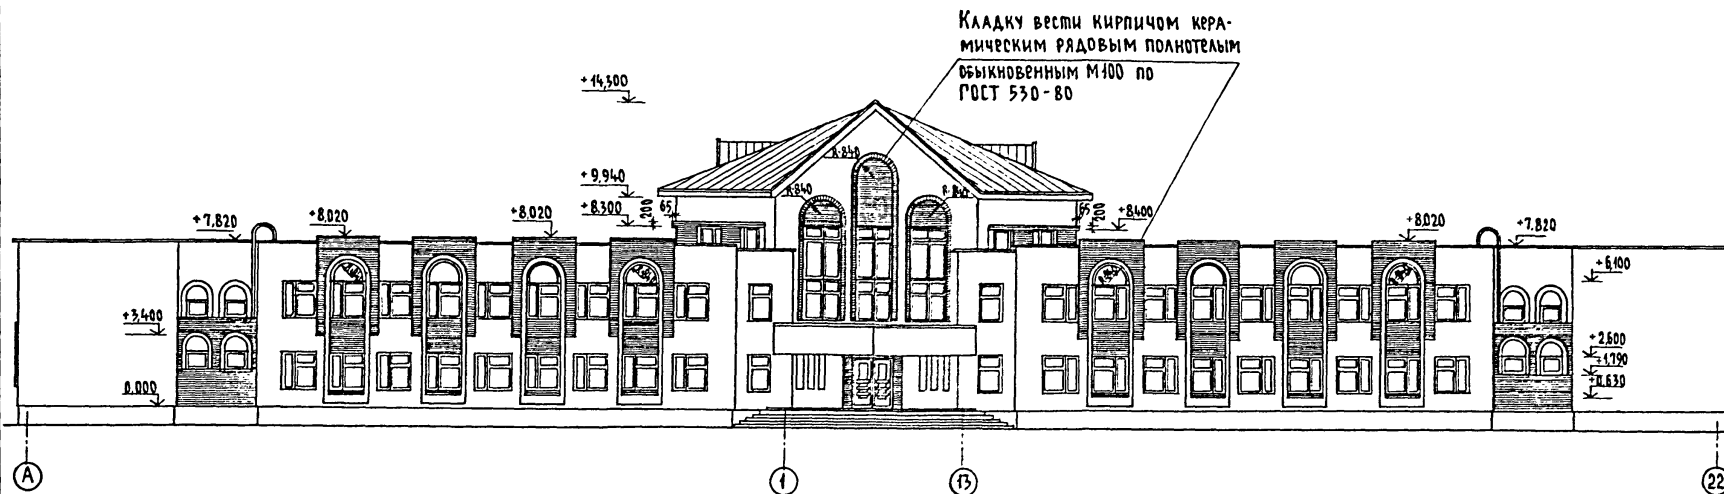 Кладку вести кирпичом кера-
мическим рядовым полнотелым
обыкновенным М100 по
ГОСТ 530-80
+14,300
+9,940
+8.300
200
65
R-840
R-840
R-840
65
200
+8,400
+7,820
+8,020
+8,020
+8,020
+7,820
+6,100
+3,400
+2,600
+1,790
+0,630
0,000
А
1
13
22